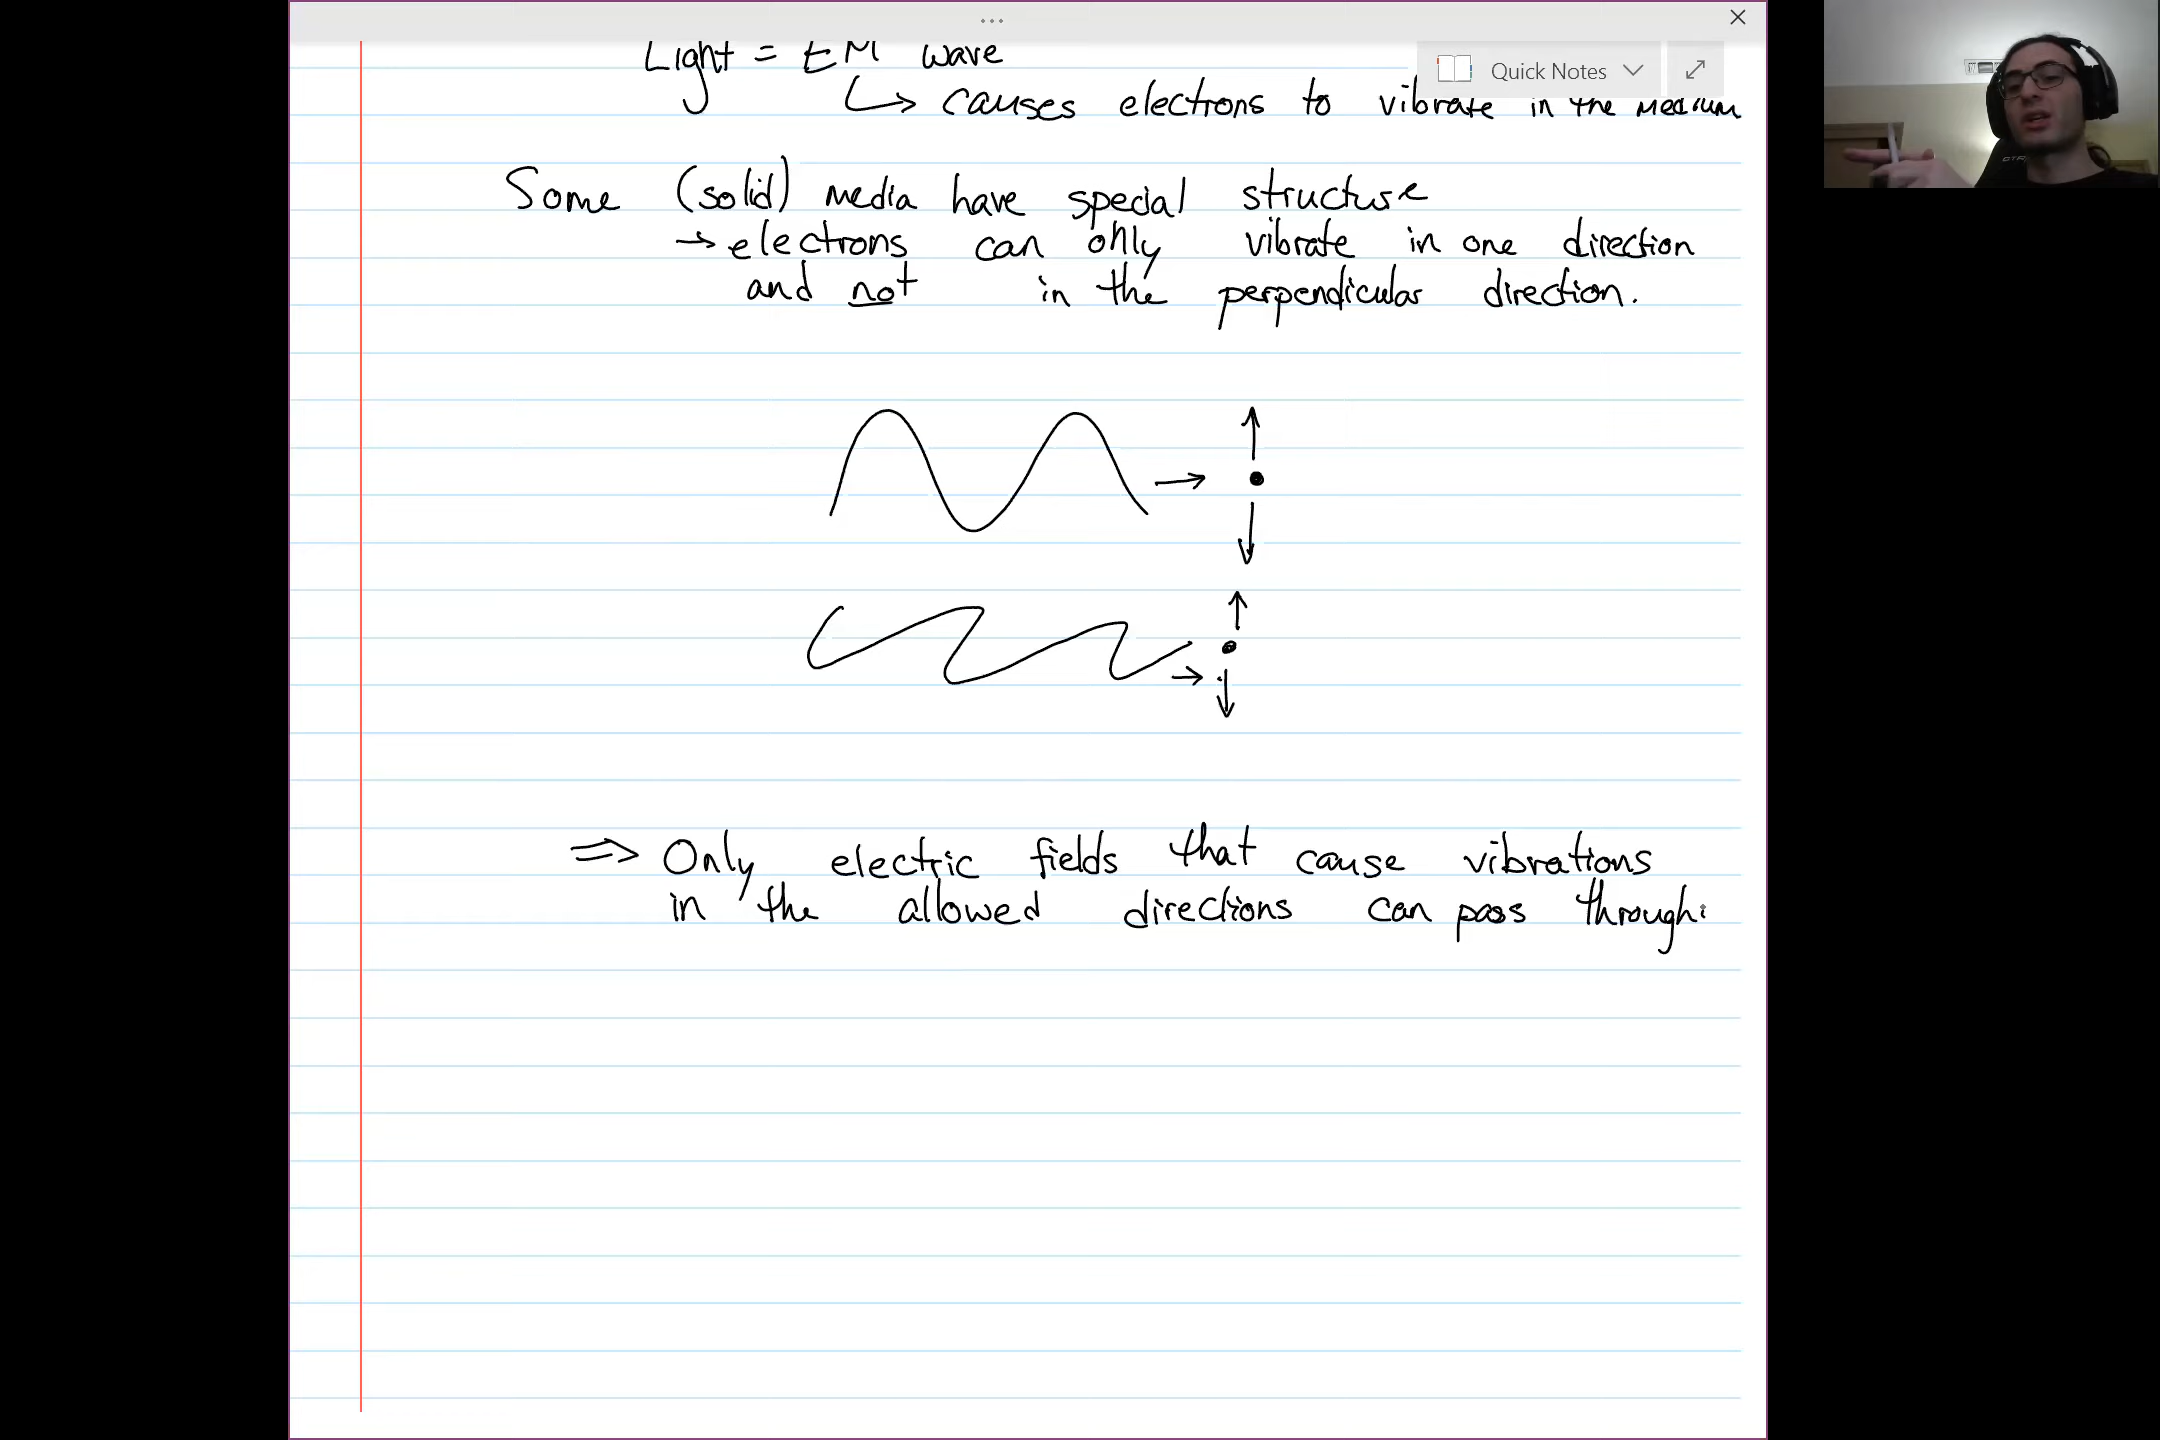 Light = EM wave
Quick Notes
↳ causes electrons to vibrate in the medium
Some (solid) media have special structure
→ electrons can only vibrate in one direction
and not in the perpendicular direction.
⇒ Only electric fields that cause vibrations
in the allowed directions can pass through.